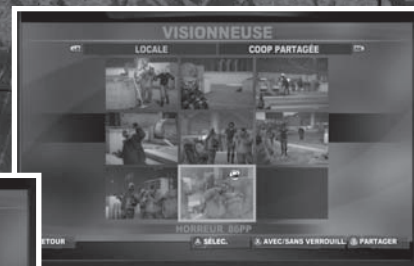 VISIONNEUSE
LOCALE COOP PARTAGÉE
HORREUR_86PP
ETOUR A SÉLEC. X AVEC/SANS VERROUILL. PARTAGER